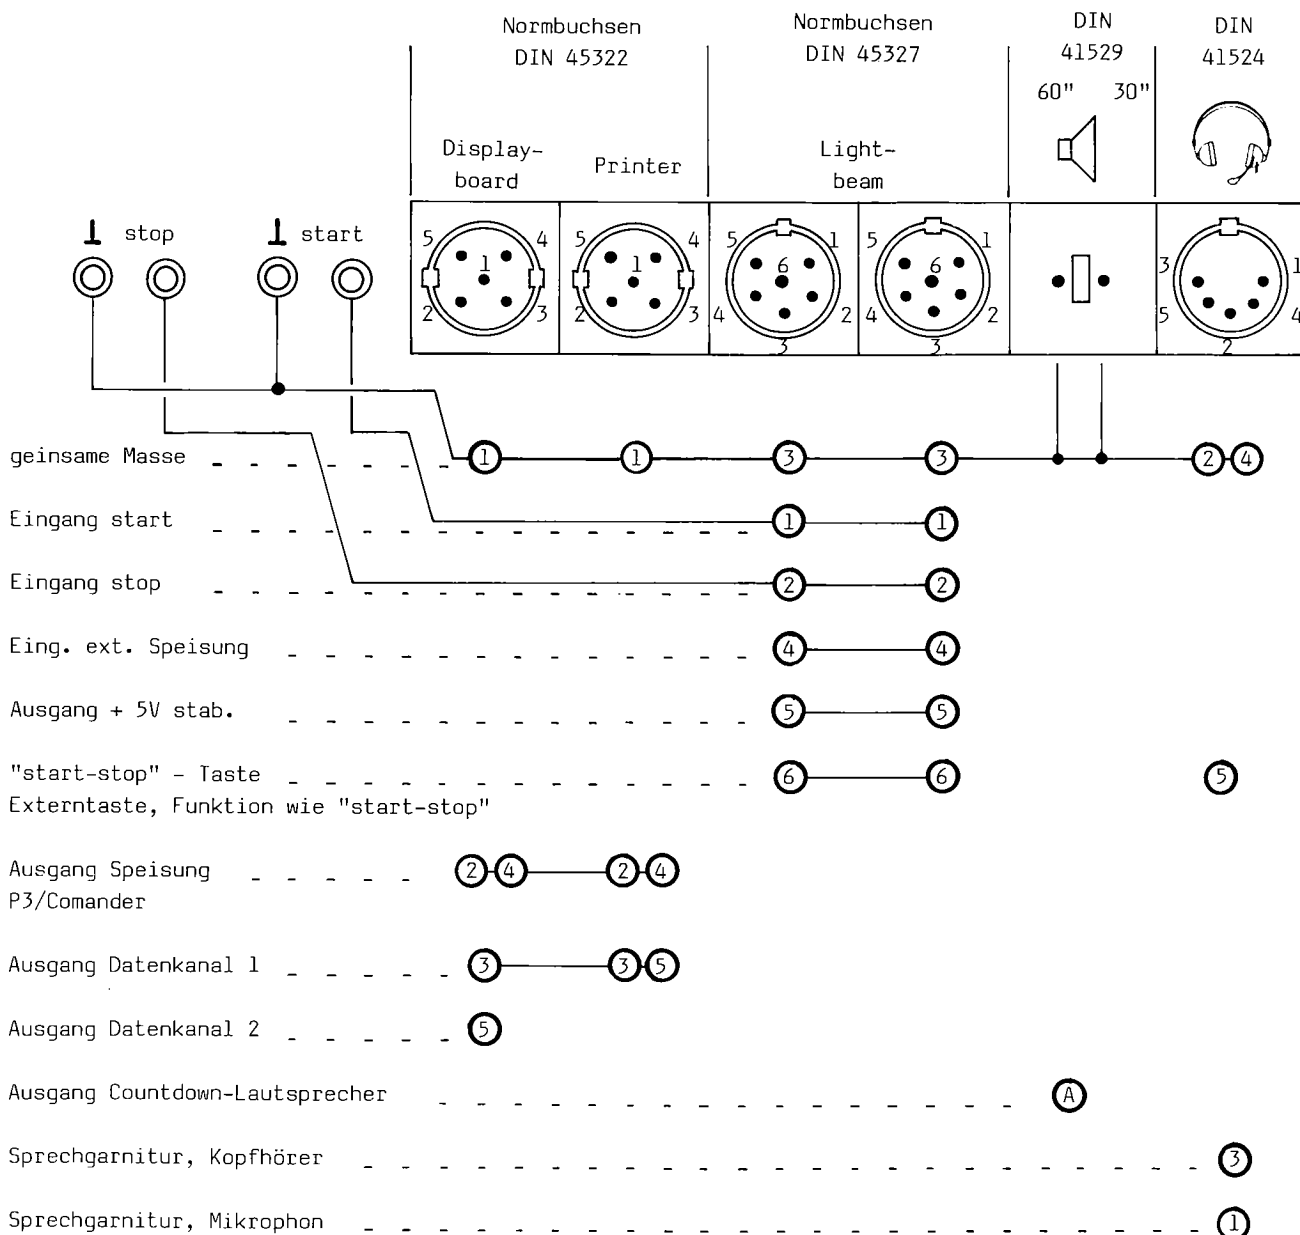 Normbuchsen
DIN 45322
Normbuchsen
DIN 45327
DIN
41529
DIN
41524
60" 30"
Display-
board
Printer
Light-
beam
stop
start
5 4 1 2 3
5 4 1 2 3
5 1 6 4 2 3
5 1 6 4 2 3
3 1 5 4 2
geinsame Masse 1 1 3 3 2 4
Eingang start 1 1
Eingang stop 2 2
Eing. ext. Speisung 4 4
Ausgang + 5V stab. 5 5
"start-stop" - Taste 6 6 5
Externtaste, Funktion wie "start-stop"
Ausgang Speisung 2 4 2 4
P3/Comander
Ausgang Datenkanal 1 3 3 5
Ausgang Datenkanal 2 5
Ausgang Countdown-Lautsprecher A
Sprechgarnitur, Kopfhörer 3
Sprechgarnitur, Mikrophon 1